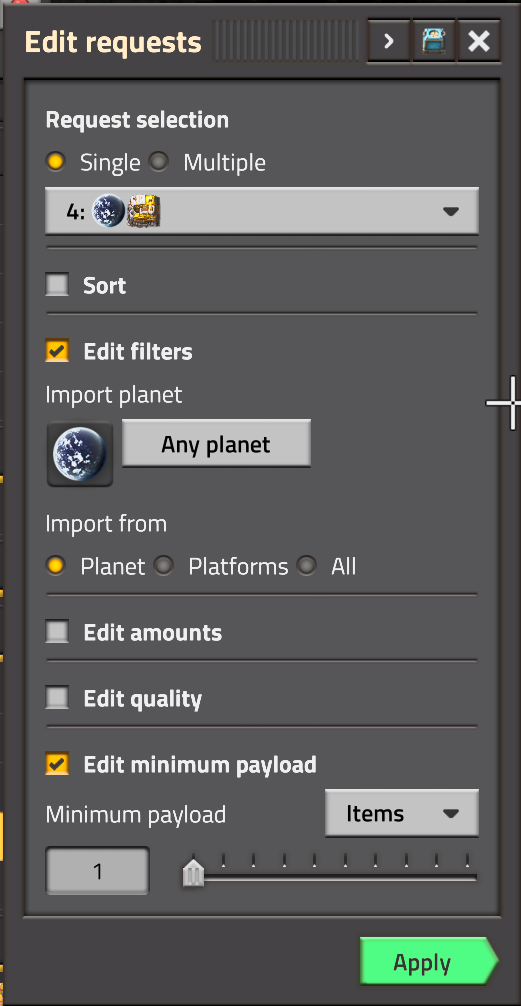 Edit requests
Request selection
Single Multiple
4:
Sort
Edit filters
Import planet
Any planet
Import from
Planet Platforms All
Edit amounts
Edit quality
Edit minimum payload
Minimum payload Items
1
Apply